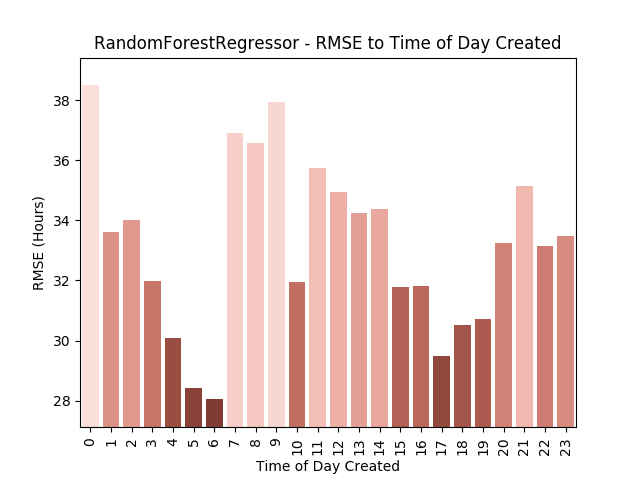 RandomForestRegressor - RMSE to Time of Day Created
RMSE (Hours)
38
36
34
32
30
28
0 1 2 3 4 5 6 7 8 9 10 11 12 13 14 15 16 17 18 19 20 21 22 23
Time of Day Created